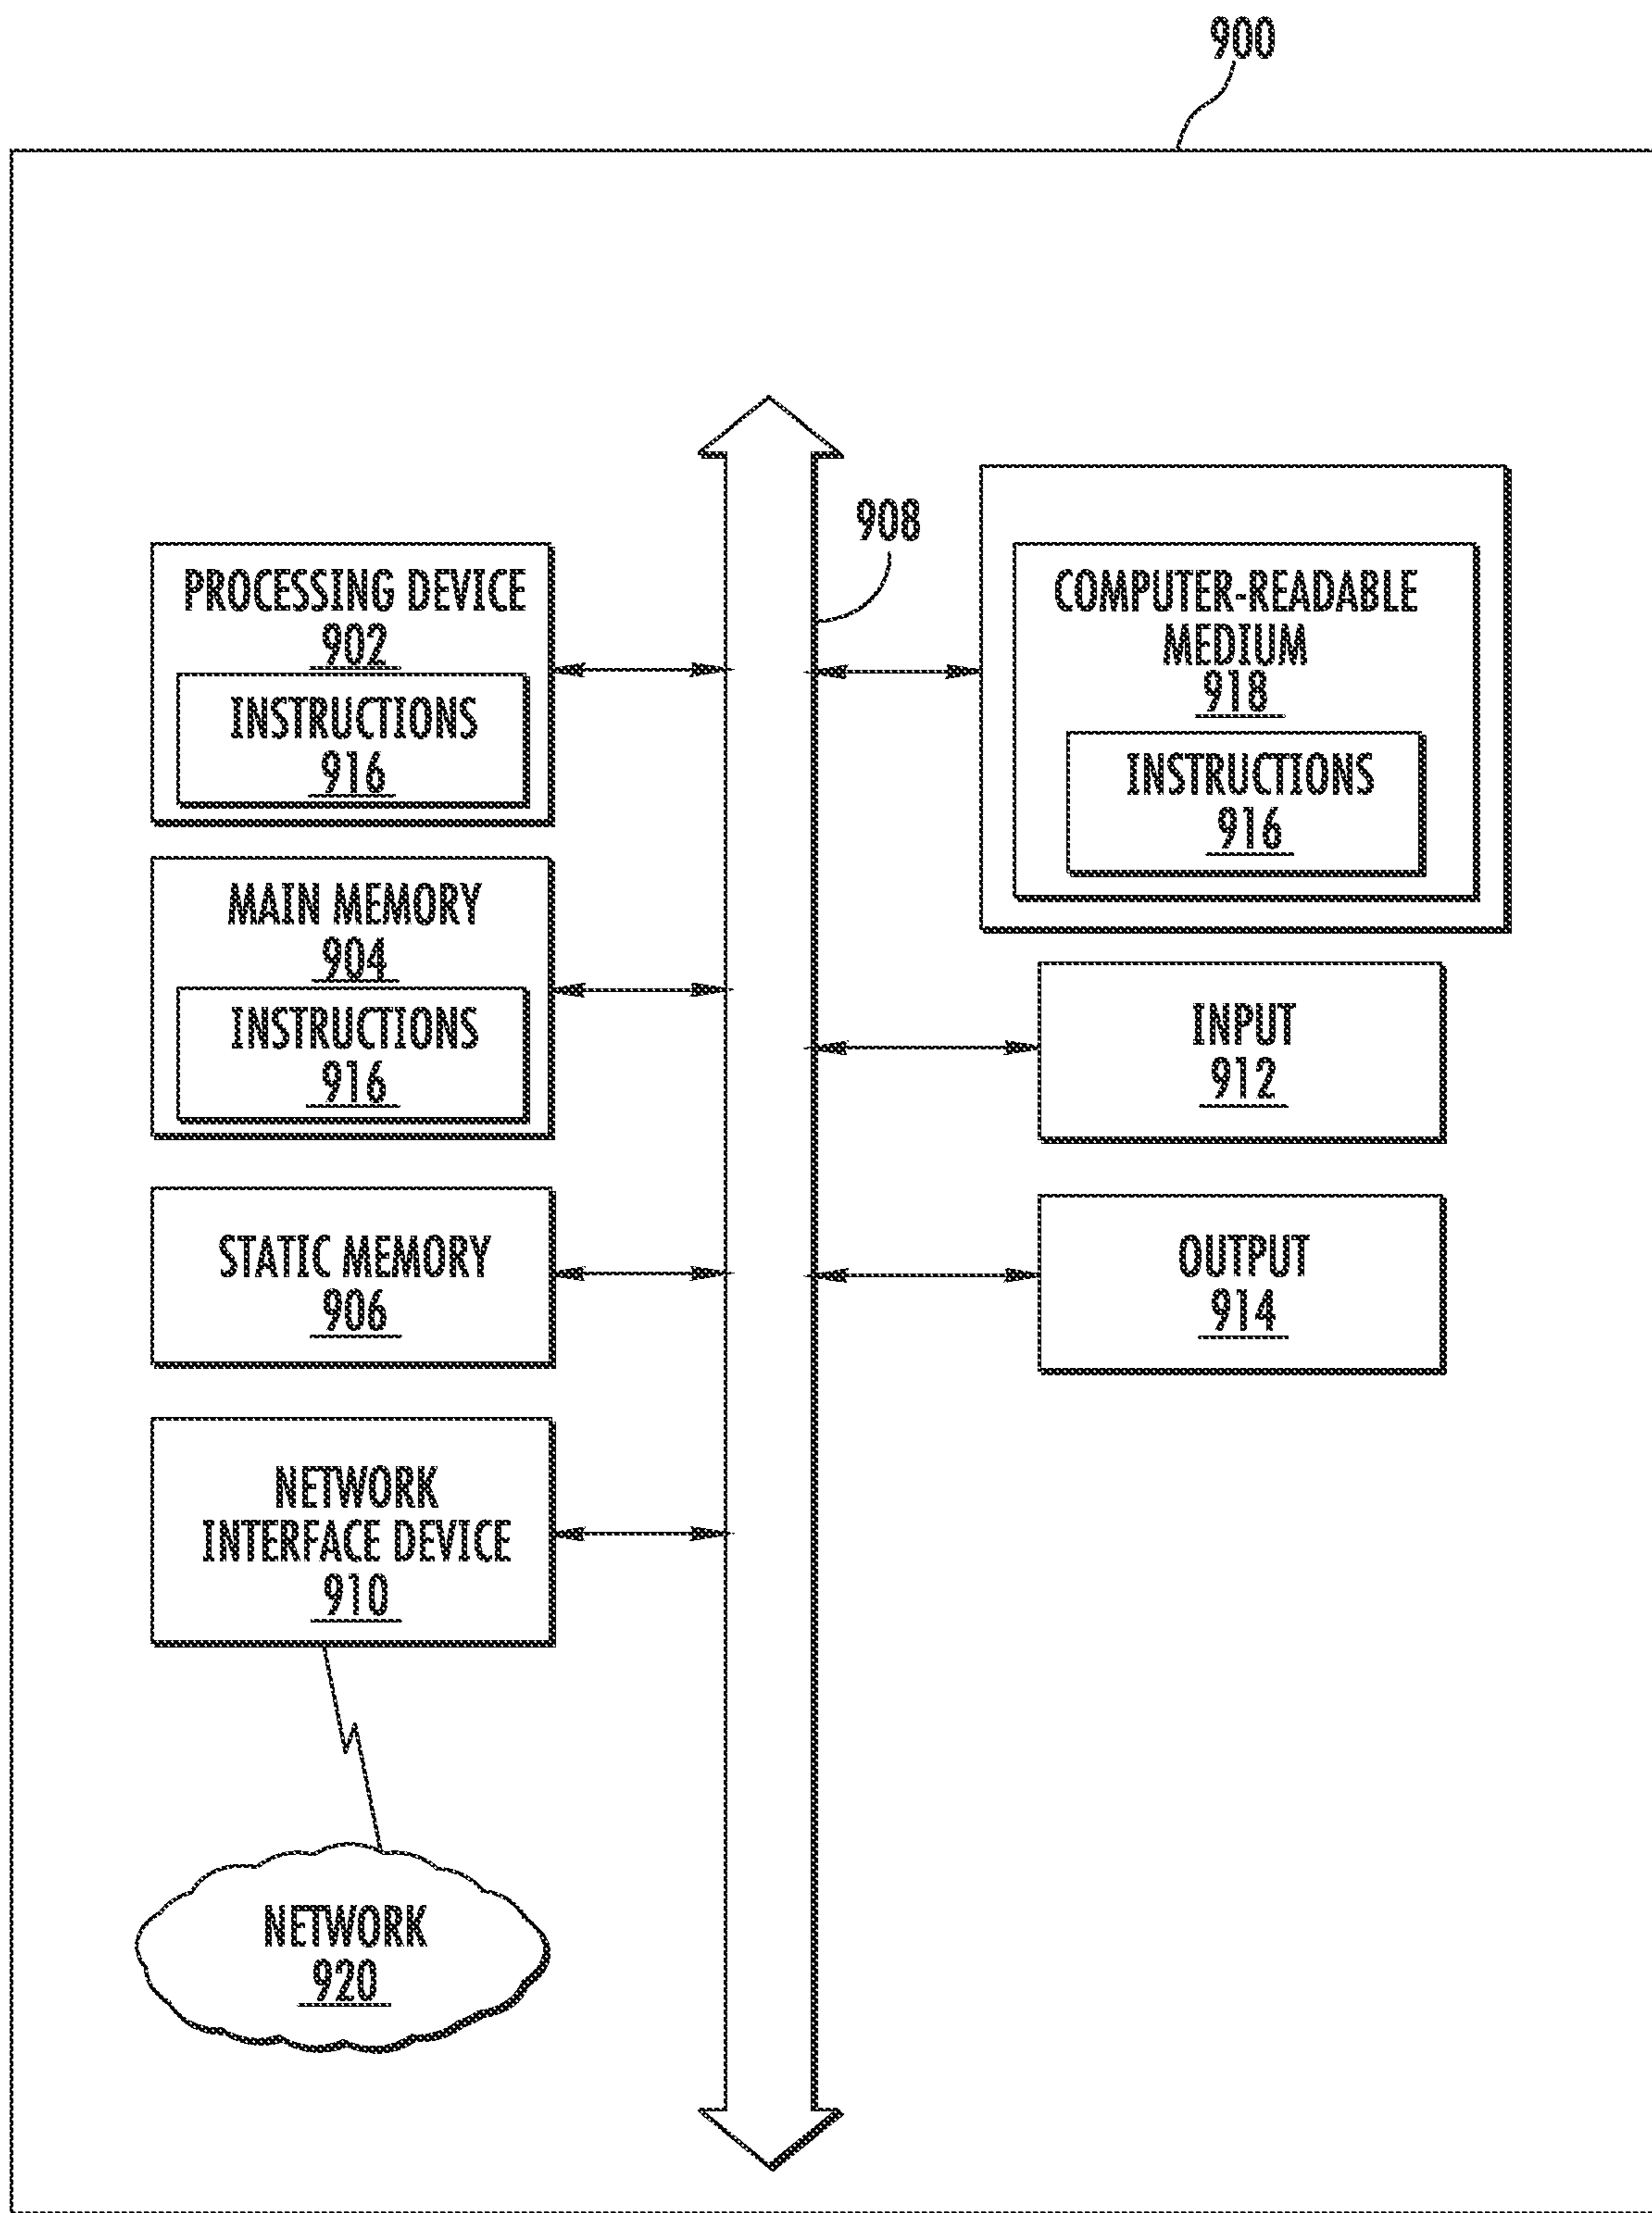 900
908
PROCESSING DEVICE
902
INSTRUCTIONS
916
MAIN MEMORY
904
INSTRUCTIONS
916
STATIC MEMORY
906
NETWORK
INTERFACE DEVICE
910
NETWORK
920
COMPUTER-READABLE
MEDIUM
918
INSTRUCTIONS
916
INPUT
912
OUTPUT
914